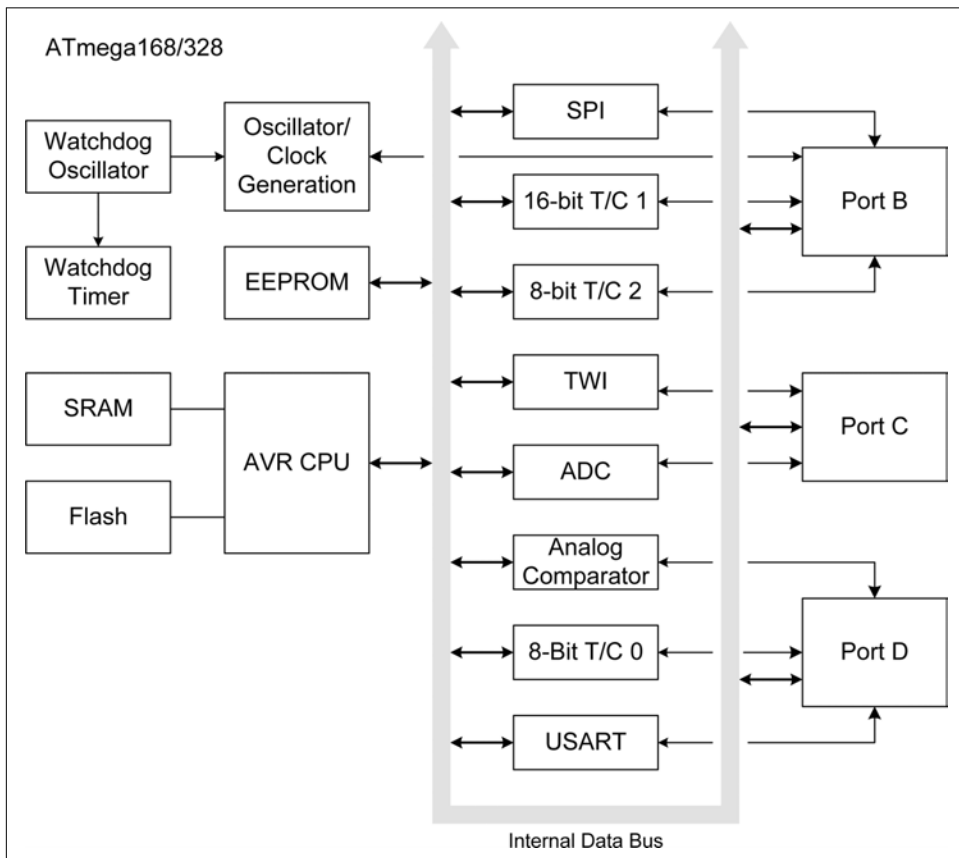 ATmega168/328
Watchdog
Oscillator
Oscillator/
Clock
Generation
Watchdog
Timer
EEPROM
SRAM
Flash
AVR CPU
SPI
16-bit T/C 1
8-bit T/C 2
TWI
ADC
Analog
Comparator
8-Bit T/C 0
USART
Port B
Port C
Port D
Internal Data Bus